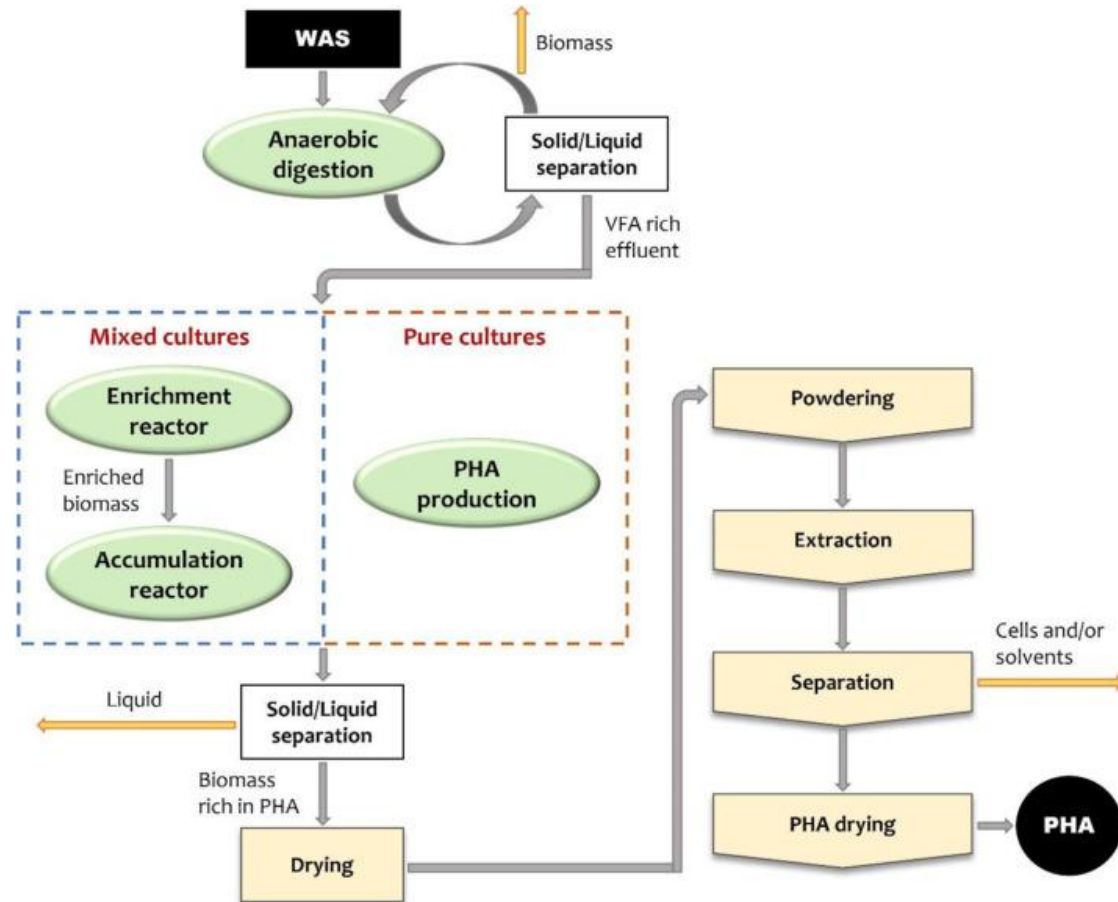 WAS
Biomass
Anaerobic
digestion
Solid/Liquid
separation
VFA rich
effluent
Mixed cultures
Pure cultures
Enrichment
reactor
Enriched
biomass
Accumulation
reactor
PHA
production
Liquid
Solid/Liquid
separation
Biomass
rich in PHA
Drying
Powdering
Extraction
Separation
Cells and/or
solvents
PHA drying
PHA